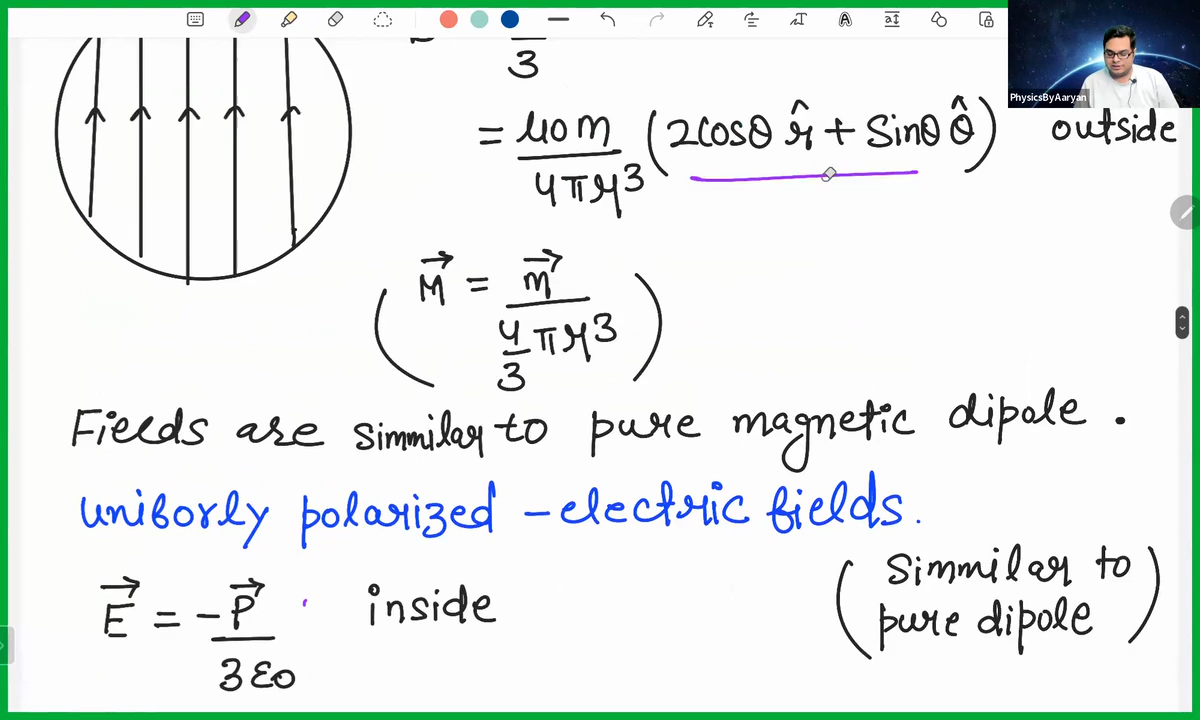 PhysicsByAaryan
3
= μ0m / 4πr³ (2cosθ r̂ + Sinθ θ̂) outside
( M⃗ = m⃗ / 4/3 πr³ )
Fields are simmilar to pure magnetic dipole.
uniborly polarized - electric fields.
E⃗ = -P⃗ / 3ε0 inside
( Simmilar to
pure dipole )